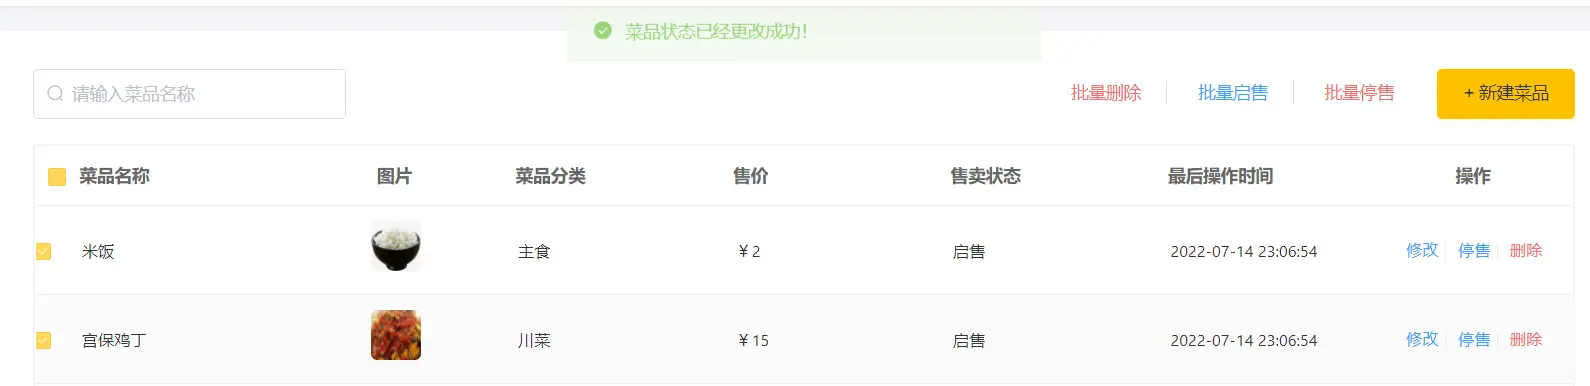 菜品状态已经更改成功！
请输入菜品名称
批量删除 批量启售 批量停售 + 新建菜品
菜品名称 图片 菜品分类 售价 售卖状态 最后操作时间 操作
米饭 主食 ￥2 启售 2022-07-14 23:06:54 修改 停售 删除
宫保鸡丁 川菜 ￥15 启售 2022-07-14 23:06:54 修改 停售 删除